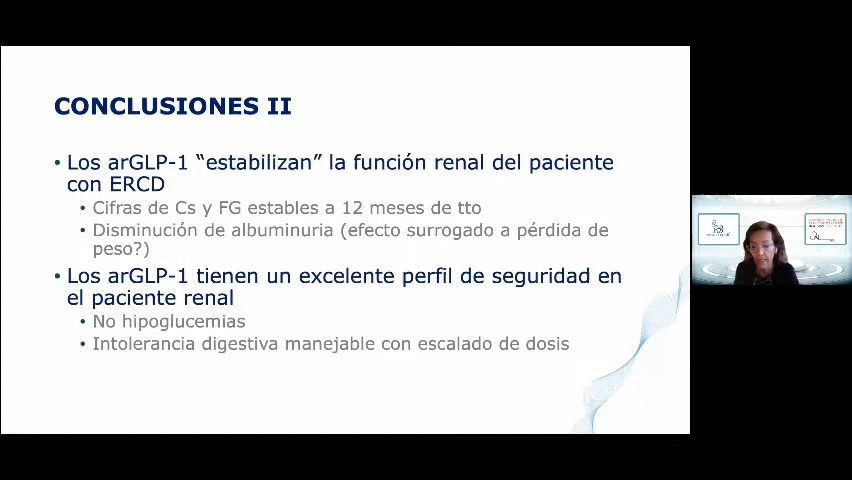 CONCLUSIONES II
• Los arGLP-1 “estabilizan” la función renal del paciente
con ERCD
• Cifras de Cs y FG estables a 12 meses de tto
• Disminución de albuminuria (efecto surrogado a pérdida de
peso?)
• Los arGLP-1 tienen un excelente perfil de seguridad en
el paciente renal
• No hipoglucemias
• Intolerancia digestiva manejable con escalado de dosis